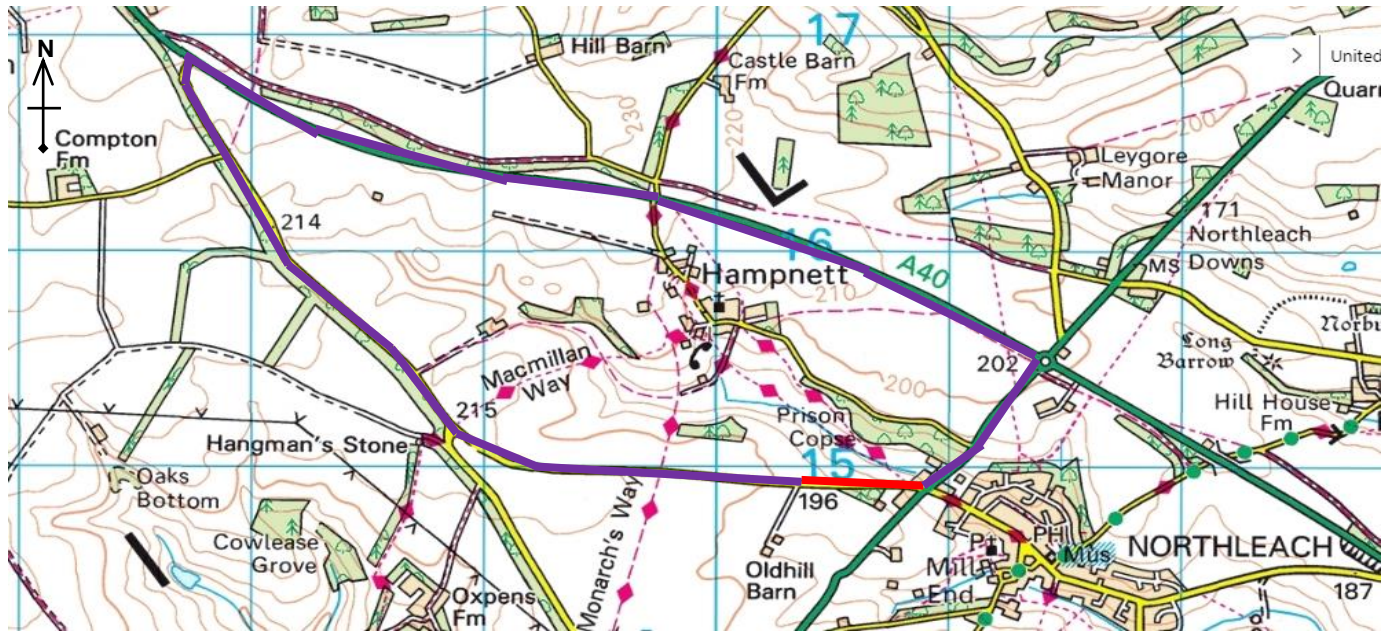 17
N
Hill Barn
Castle Barn
Fm
United
Quarr
230
220
200
Compton
Fm
Leygore
Manor
214
171
Northleach
Downs
MS
16
A40
Hampnett
210
Long
Barrow
202
Macmillan
Way
200
215
Prison
Copse
Hill House
Fm
Hangman's Stone
15
Oaks
Bottom
196
Monarch's Way
Cowlease
Grove
PH
Mus
NORTHLEACH
Mill
End
Oldhill
Barn
Oxpens
Fm
187